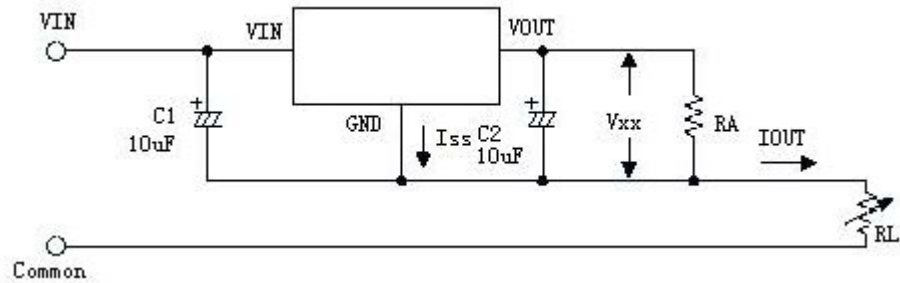 VIN
VIN
VOUT
C1
10uF
GND
Iss
C2
10uF
Vxx
RA
IOUT
RL
Common